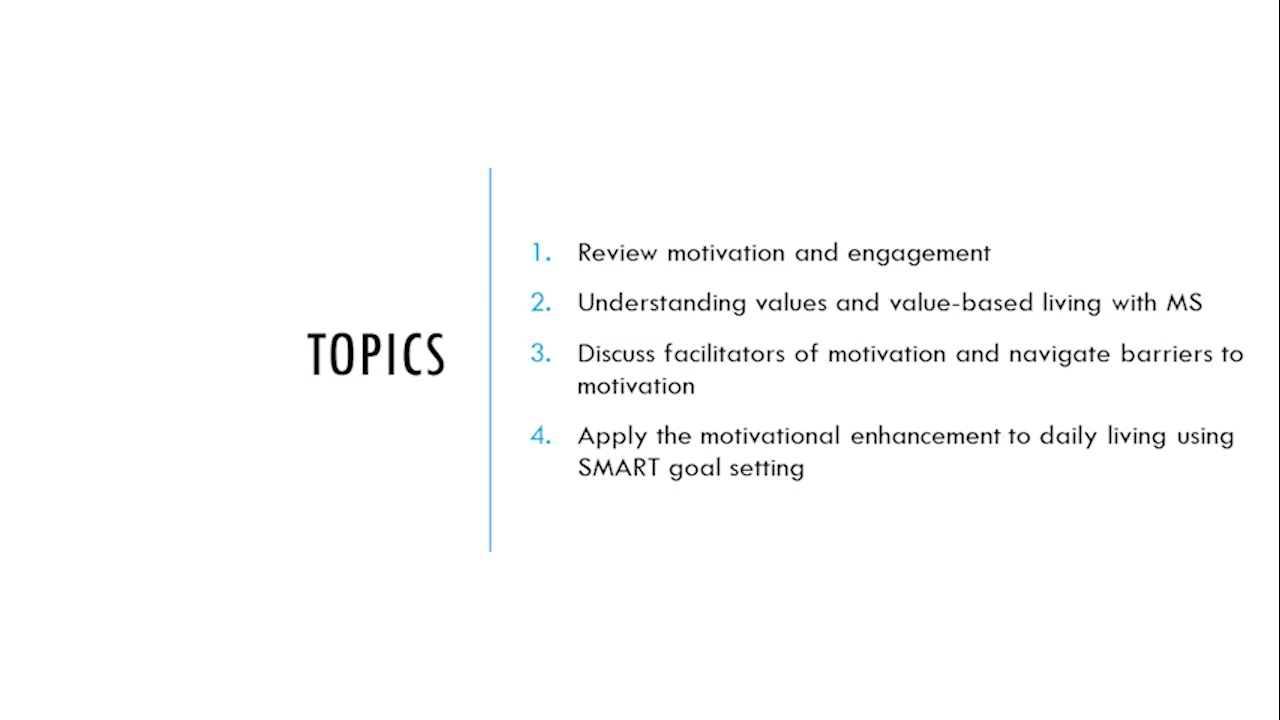 TOPICS
1. Review motivation and engagement
2. Understanding values and value-based living with MS
3. Discuss facilitators of motivation and navigate barriers to
motivation
4. Apply the motivational enhancement to daily living using
SMART goal setting